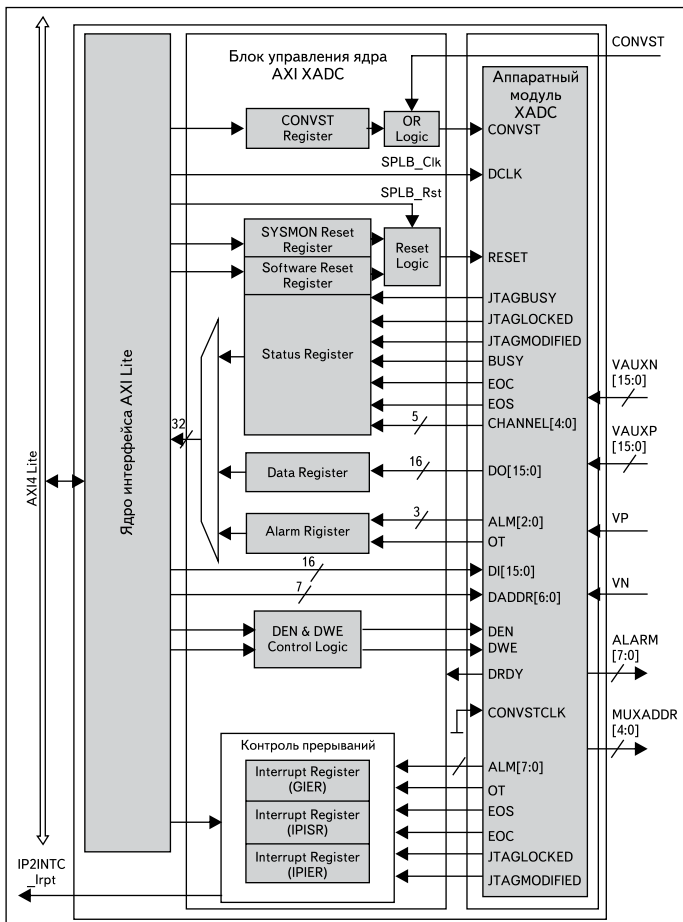 CONVST
Блок управления ядра
AXI XADC
Аппаратный
модуль
XADC
CONVST
Register
OR
Logic
CONVST
SPLB_Clk
DCLK
SPLB_Rst
SYSMON Reset
Register
Software Reset
Register
Reset
Logic
RESET
Status Register
JTAGBUSY
JTAGLOCKED
JTAGMODIFIED
BUSY
EOC
EOS
5
CHANNEL[4:0]
VAUXN
[15:0]
VAUXP
[15:0]
32
AXI4 Lite
Ядро интерфейса AXI Lite
Data Register
16
DO[15:0]
Alarm Rigister
3
ALM[2:0]
OT
VP
16
DI[15:0]
7
DADDR[6:0]
VN
DEN & DWE
Control Logic
DEN
DWE
DRDY
ALARM
[7:0]
CONVSTCLK
MUXADDR
[4:0]
Контроль прерываний
Interrupt Register
(GIER)
Interrupt Register
(IPISR)
Interrupt Register
(IPIER)
ALM[7:0]
OT
EOS
EOC
JTAGLOCKED
JTAGMODIFIED
IP2INTC
_Irpt